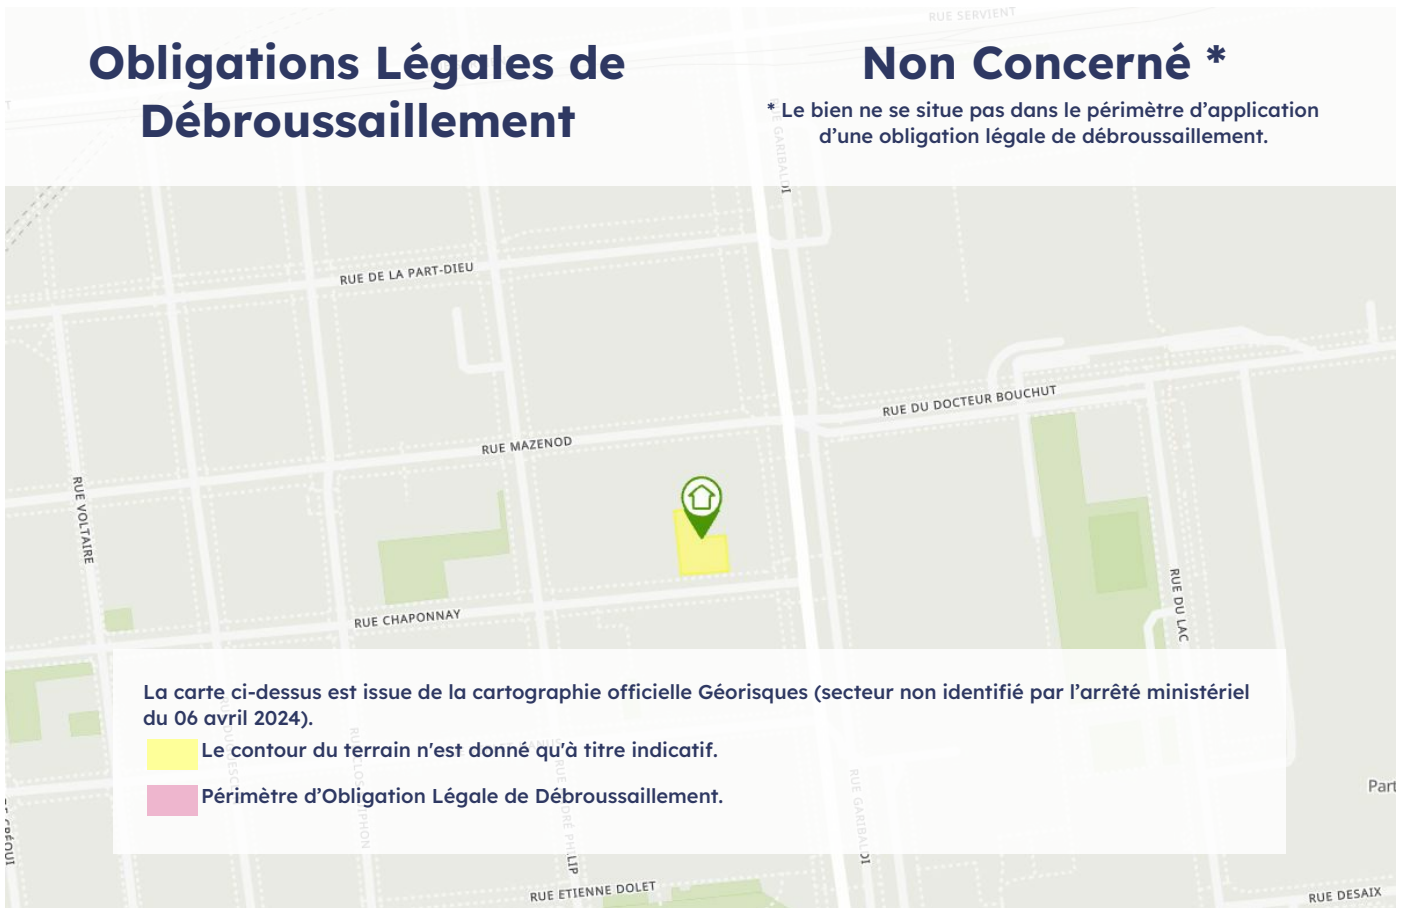 Obligations Légales de
Débroussaillement
Non Concerné *
* Le bien ne se situe pas dans le périmètre d’application
d’une obligation légale de débroussaillement.
RUE SERVIENT
RUE GARIBALDI
RUE DE LA PART-DIEU
RUE DU DOCTEUR BOUCHUT
RUE MAZENOD
RUE VOLTAIRE
RUE CHAPONNAY
RUE DU LAC
La carte ci-dessus est issue de la cartographie officielle Géorisques (secteur non identifié par l’arrêté ministériel
du 06 avril 2024).
Le contour du terrain n'est donné qu'à titre indicatif.
Périmètre d’Obligation Légale de Débroussaillement.
RUE GARIBALDI
Part
RUE ETIENNE DOLET
RUE DESAIX